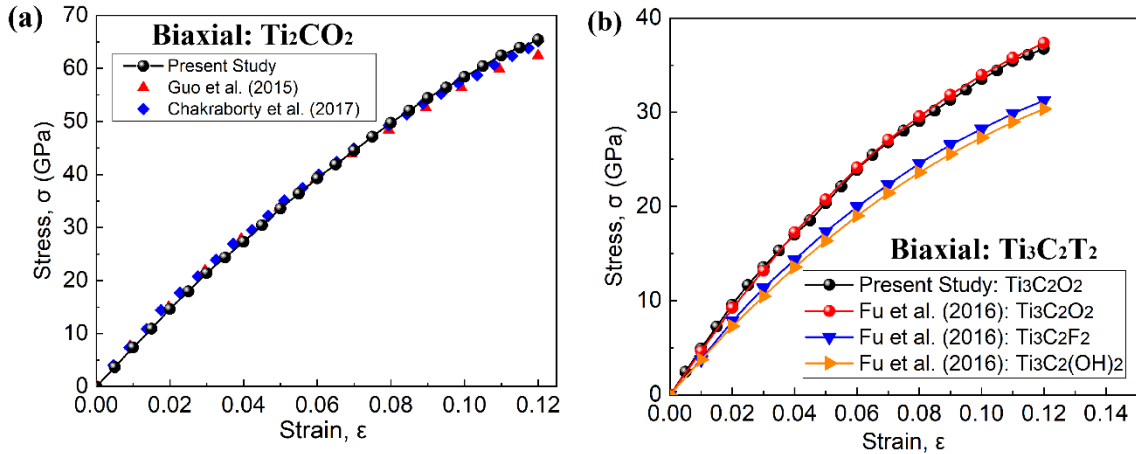 (a)
Biaxial: Ti2CO2
Present Study
Guo et al. (2015)
Chakraborty et al. (2017)
Stress, σ (GPa)
70
60
50
40
30
20
10
0
0.00 0.02 0.04 0.06 0.08 0.10 0.12
Strain, ε
(b)
Biaxial: Ti3C2T2
Present Study: Ti3C2O2
Fu et al. (2016): Ti3C2O2
Fu et al. (2016): Ti3C2F2
Fu et al. (2016): Ti3C2(OH)2
Stress, σ (GPa)
40
30
20
10
0
0.00 0.02 0.04 0.06 0.08 0.10 0.12 0.14
Strain, ε